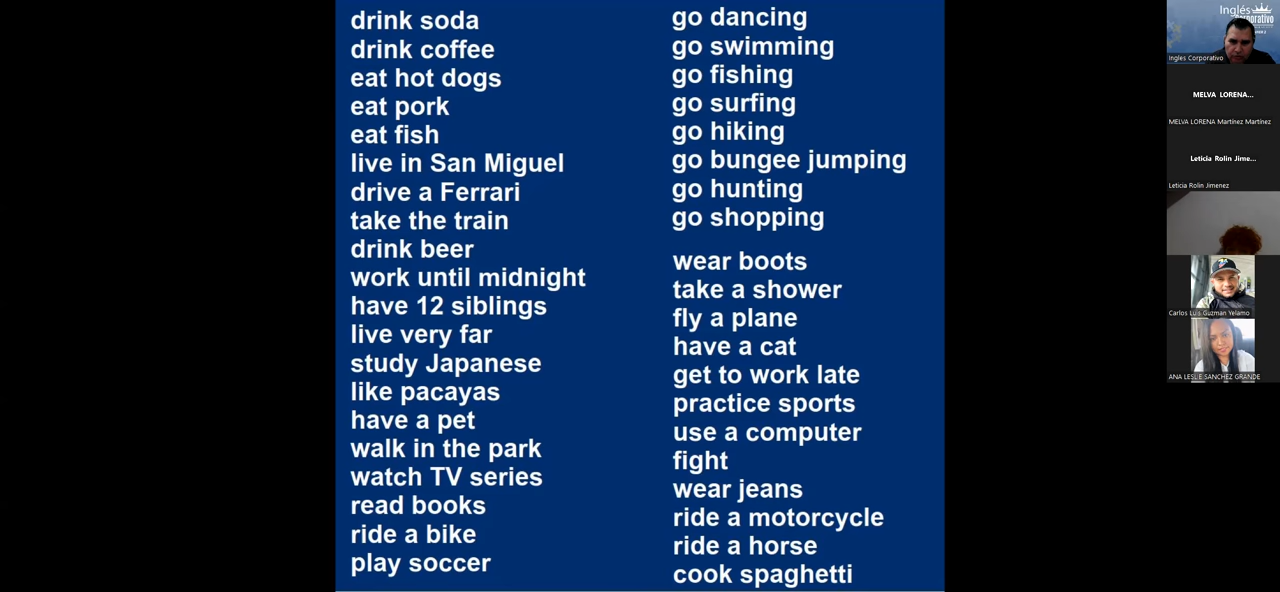 drink soda
drink coffee
eat hot dogs
eat pork
eat fish
live in San Miguel
drive a Ferrari
take the train
drink beer
work until midnight
have 12 siblings
live very far
study Japanese
like pacayas
have a pet
walk in the park
watch TV series
read books
ride a bike
play soccer
go dancing
go swimming
go fishing
go surfing
go hiking
go bungee jumping
go hunting
go shopping
wear boots
take a shower
fly a plane
have a cat
get to work late
practice sports
use a computer
fight
wear jeans
ride a motorcycle
ride a horse
cook spaghetti
Inglés
Corporativo
Ingles Corporativo
MELVA LORENA...
MELVA LORENA Martínez Martínez
Leticia Rolin Jime...
Leticia Rolin Jimenez
Carlos Luis Guzman Yelamo
ANA LESLIE SANCHEZ GRANDE